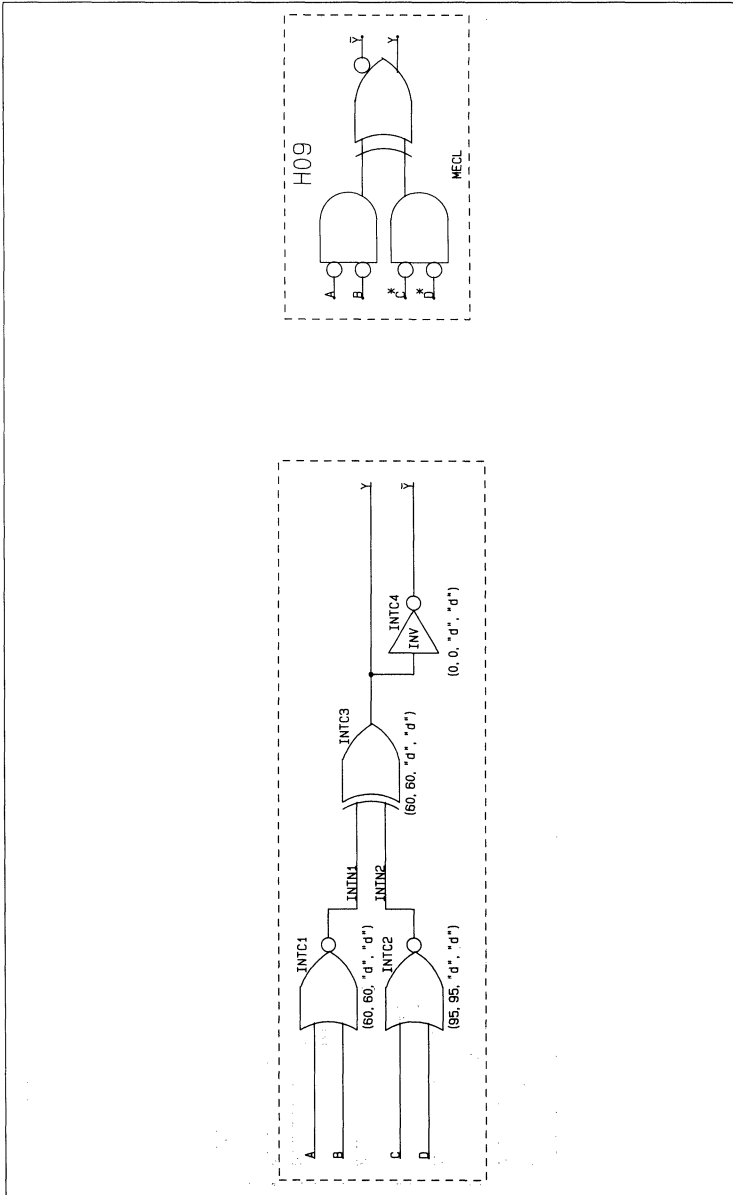 H09
A
B
*
C
*
D
Y̅
Y
MECL
A
B
C
D
INTC1
(60, 60, "d", "d")
INTC2
(95, 95, "d", "d")
INTN1
INTN2
INTC3
(60, 60, "d", "d")
INTC4
INV
(0, 0, "d", "d")
Y
Y̅